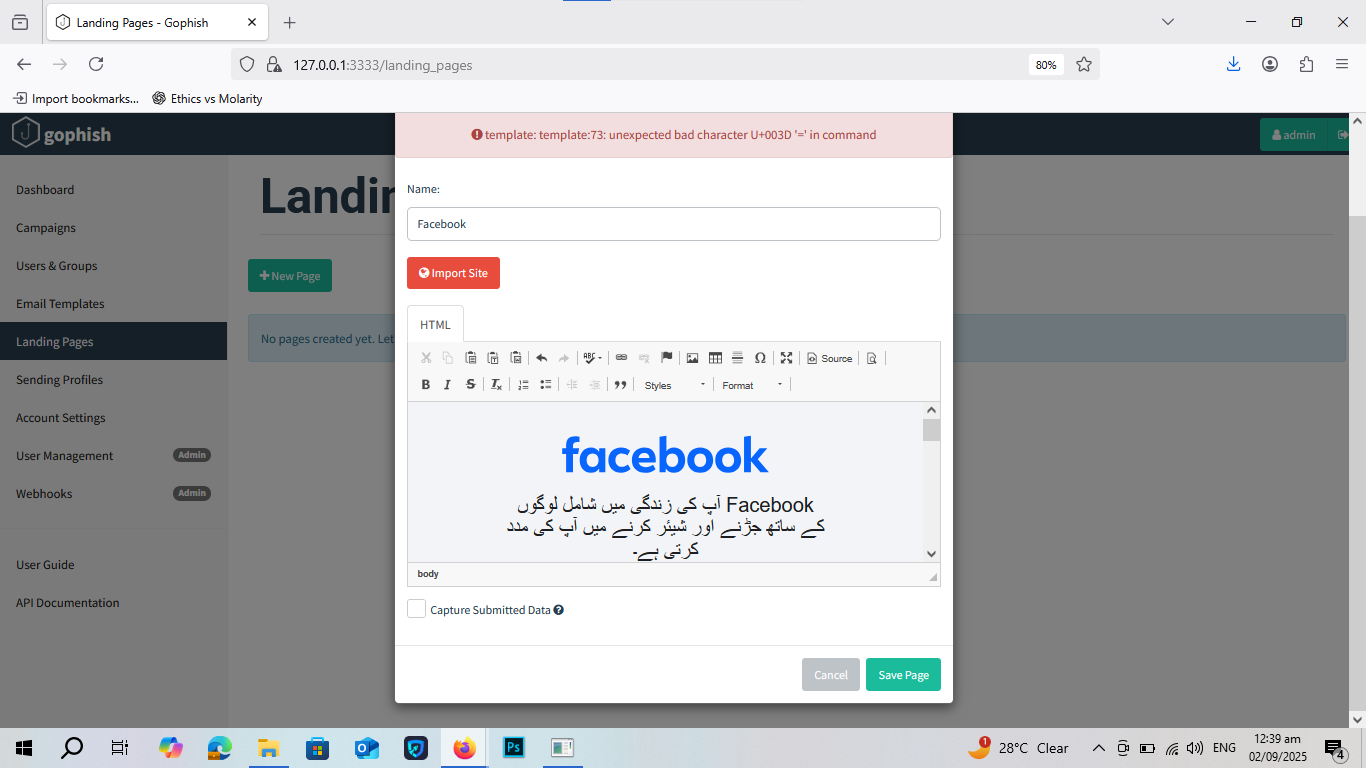 Landing Pages - Gophish
127.0.0.1:3333/landing_pages
80%
Import bookmarks...
Ethics vs Molarity
gophish
admin
template: template:73: unexpected bad character U+003D '=' in command
Dashboard
Campaigns
Users & Groups
Email Templates
Landing Pages
Sending Profiles
Account Settings
User Management Admin
Webhooks Admin
User Guide
API Documentation
New Page
No pages created yet. Let
Name:
Facebook
Import Site
HTML
ABC
Source
Styles
Format
facebook
Facebook آپ کی زندگی میں شامل لوگوں
کے ساتھ جڑنے اور شیئر کرنے میں آپ کی مدد
کرتی ہے۔
body
Capture Submitted Data
Cancel
Save Page
Ps
1
28°C Clear
ENG
12:39 am
02/09/2025
4